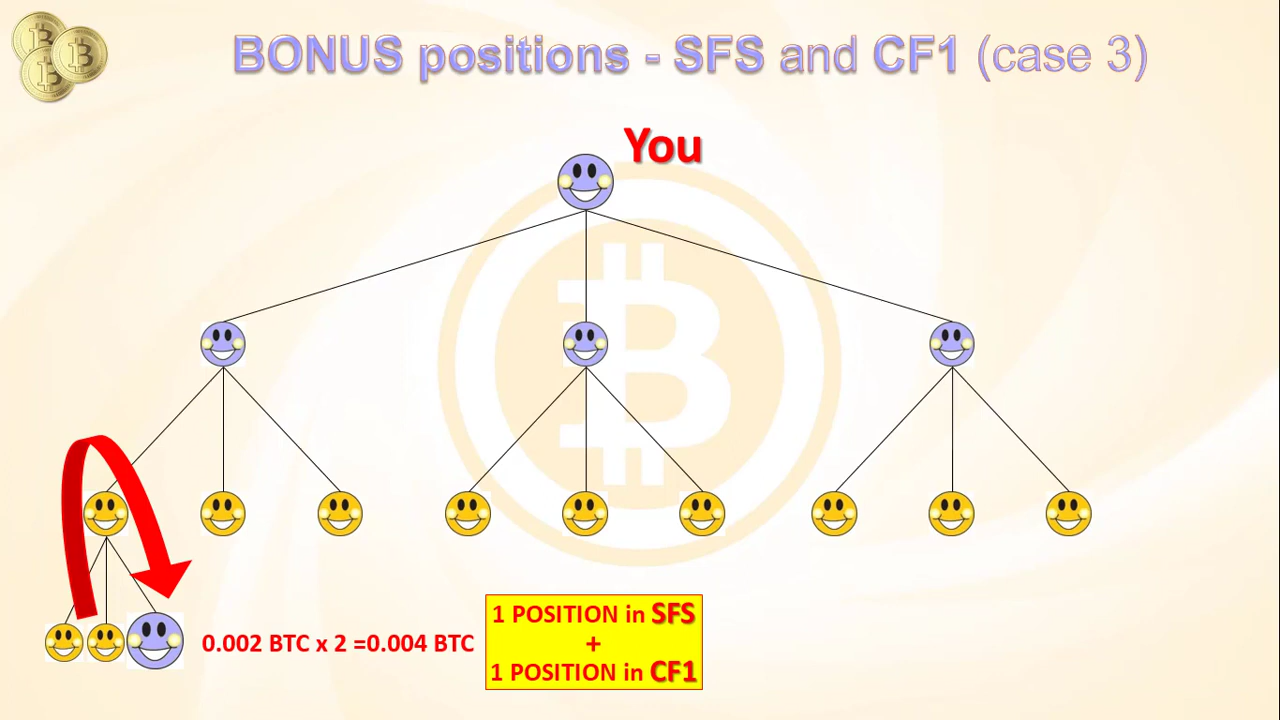 BONUS positions - SFS and CF1 (case 3)
You
0.002 BTC x 2 =0.004 BTC
1 POSITION in SFS
+
1 POSITION in CF1